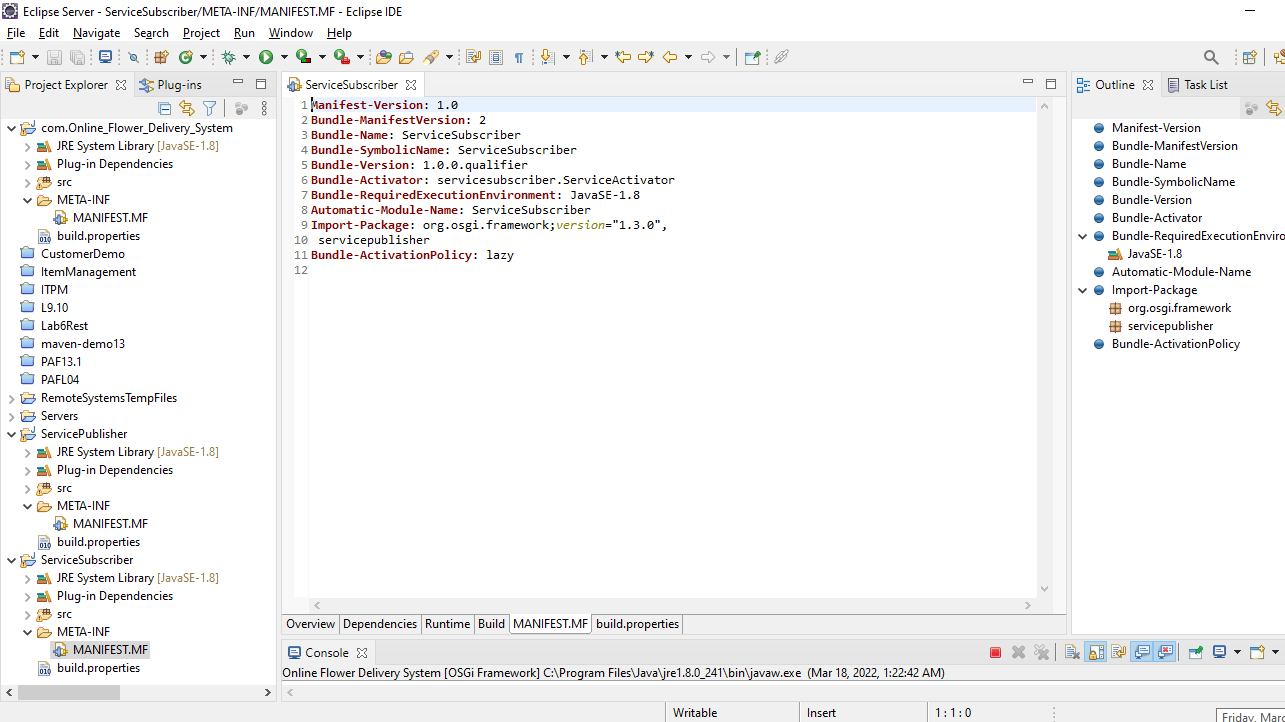 Eclipse Server - ServiceSubscriber/META-INF/MANIFEST.MF - Eclipse IDE
File Edit Navigate Search Project Run Window Help
Project Explorer Plug-ins
com.Online_Flower_Delivery_System
JRE System Library [JavaSE-1.8]
Plug-in Dependencies
src
META-INF
MANIFEST.MF
build.properties
CustomerDemo
ItemManagement
ITPM
L9.10
Lab6Rest
maven-demo13
PAF13.1
PAFL04
RemoteSystemsTempFiles
Servers
ServicePublisher
JRE System Library [JavaSE-1.8]
Plug-in Dependencies
src
META-INF
MANIFEST.MF
build.properties
ServiceSubscriber
JRE System Library [JavaSE-1.8]
Plug-in Dependencies
src
META-INF
MANIFEST.MF
build.properties
ServiceSubscriber
1 Manifest-Version: 1.0
2 Bundle-ManifestVersion: 2
3 Bundle-Name: ServiceSubscriber
4 Bundle-SymbolicName: ServiceSubscriber
5 Bundle-Version: 1.0.0.qualifier
6 Bundle-Activator: servicesubscriber.ServiceActivator
7 Bundle-RequiredExecutionEnvironment: JavaSE-1.8
8 Automatic-Module-Name: ServiceSubscriber
9 Import-Package: org.osgi.framework;version="1.3.0",
10 servicepublisher
11 Bundle-ActivationPolicy: lazy
12
Overview Dependencies Runtime Build MANIFEST.MF build.properties
Outline Task List
Manifest-Version
Bundle-ManifestVersion
Bundle-Name
Bundle-SymbolicName
Bundle-Version
Bundle-Activator
Bundle-RequiredExecutionEnviro
JavaSE-1.8
Automatic-Module-Name
Import-Package
org.osgi.framework
servicepublisher
Bundle-ActivationPolicy
Console
Online Flower Delivery System [OSGi Framework] C:\Program Files\Java\jre1.8.0_241\bin\javaw.exe (Mar 18, 2022, 1:22:42 AM)
Writable Insert 1 : 1 : 0
Friday, Marc